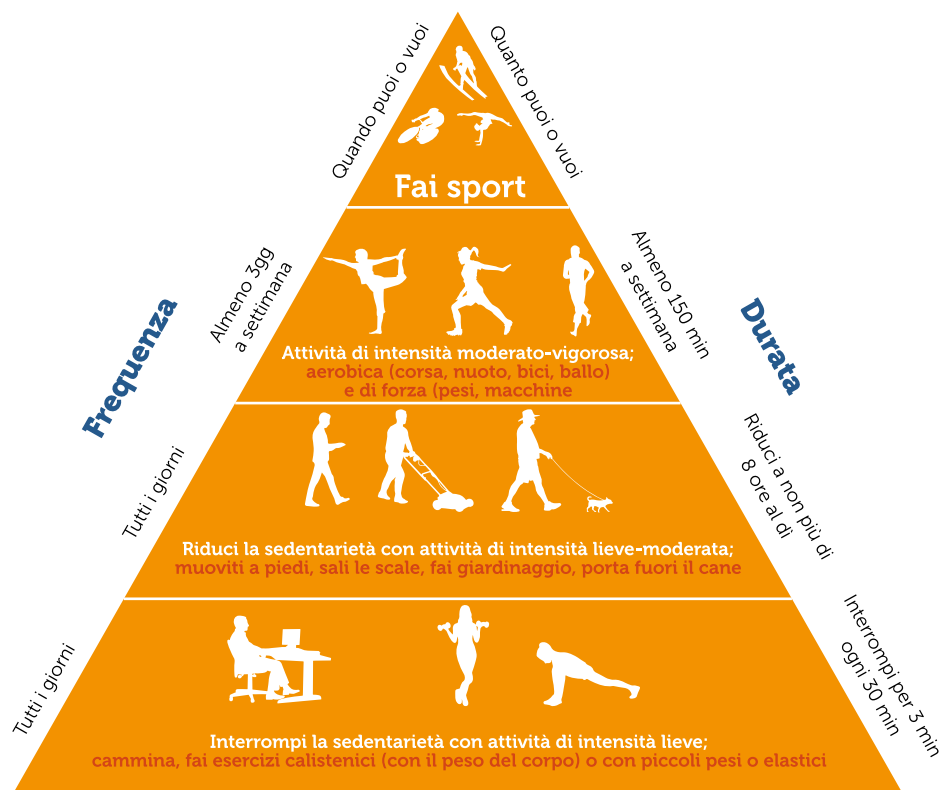 Quando puoi o vuoi
Quanto puoi o vuoi
Fai sport
Frequenza
Durata
Almeno 3gg
a settimana
Almeno 150 min
a settimana
Attività di intensità moderato-vigorosa;
aerobica (corsa, nuoto, bici, ballo)
e di forza (pesi, macchine
Tutti i giorni
Riduci a non più di
8 ore al di
Riduci la sedentarietà con attività di intensità lieve-moderata;
muoviti a piedi, sali le scale, fai giardinaggio, porta fuori il cane
Tutti i giorni
Interrompi per 3 min
ogni 30 min
Interrompi la sedentarietà con attività di intensità lieve;
cammina, fai esercizi calistenici (con il peso del corpo) o con piccoli pesi o elastici